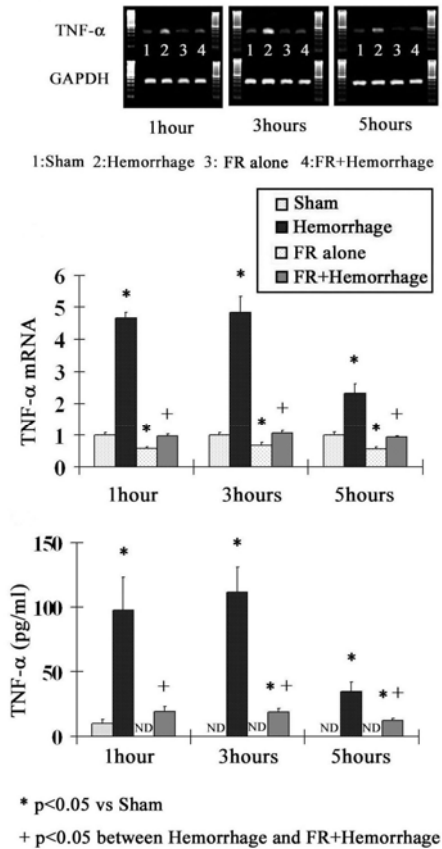 TNF-α
1 2 3 4 1 2 3 4 1 2 3 4
GAPDH
1hour 3hours 5hours
1:Sham 2:Hemorrhage 3: FR alone 4:FR+Hemorrhage
Sham
Hemorrhage
FR alone
FR+Hemorrhage
TNF-α mRNA
6
5
4
3
2
1
0
* * + * * + * * +
1hour 3hours 5hours
TNF-α (pg/ml)
150
100
50
0
* ND + ND * ND * + ND * ND * +
1hour 3hours 5hours
* p<0.05 vs Sham
+ p<0.05 between Hemorrhage and FR+Hemorrhage